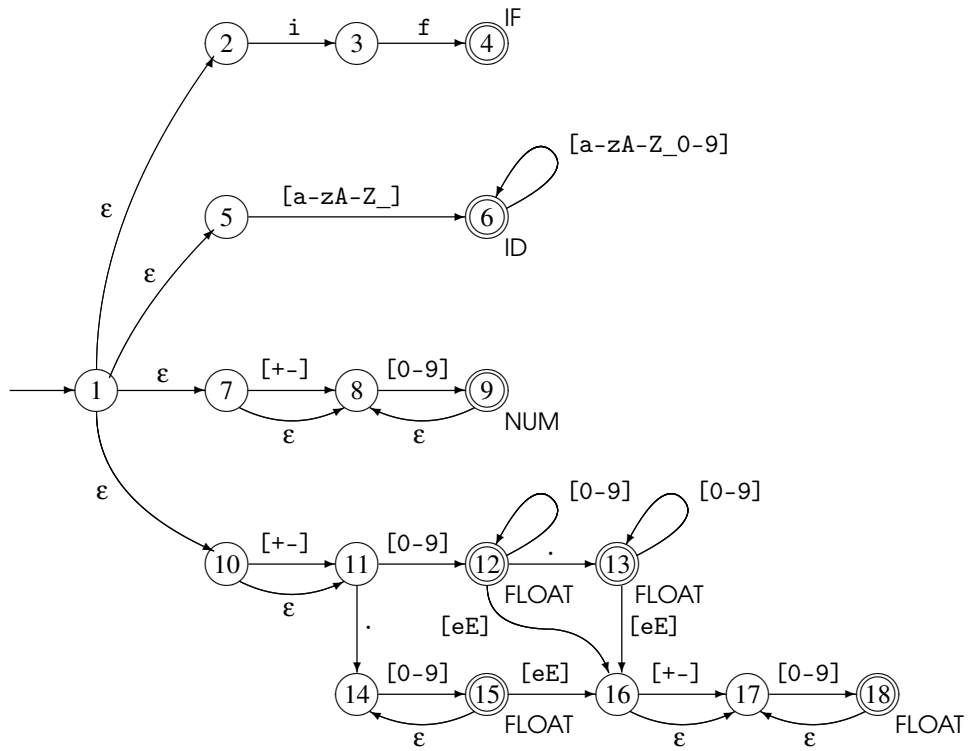 IF
2 i 3 f 4
[a-zA-Z_0-9]
ε 5 [a-zA-Z_] 6
ε ID
1 ε 7 [+-] 8 [0-9] 9
ε ε NUM
ε [0-9] [0-9]
10 [+-] 11 [0-9] 12 . 13
ε FLOAT FLOAT
. [eE] [eE]
14 [0-9] 15 [eE] 16 [+-] 17 [0-9] 18
ε FLOAT ε ε FLOAT